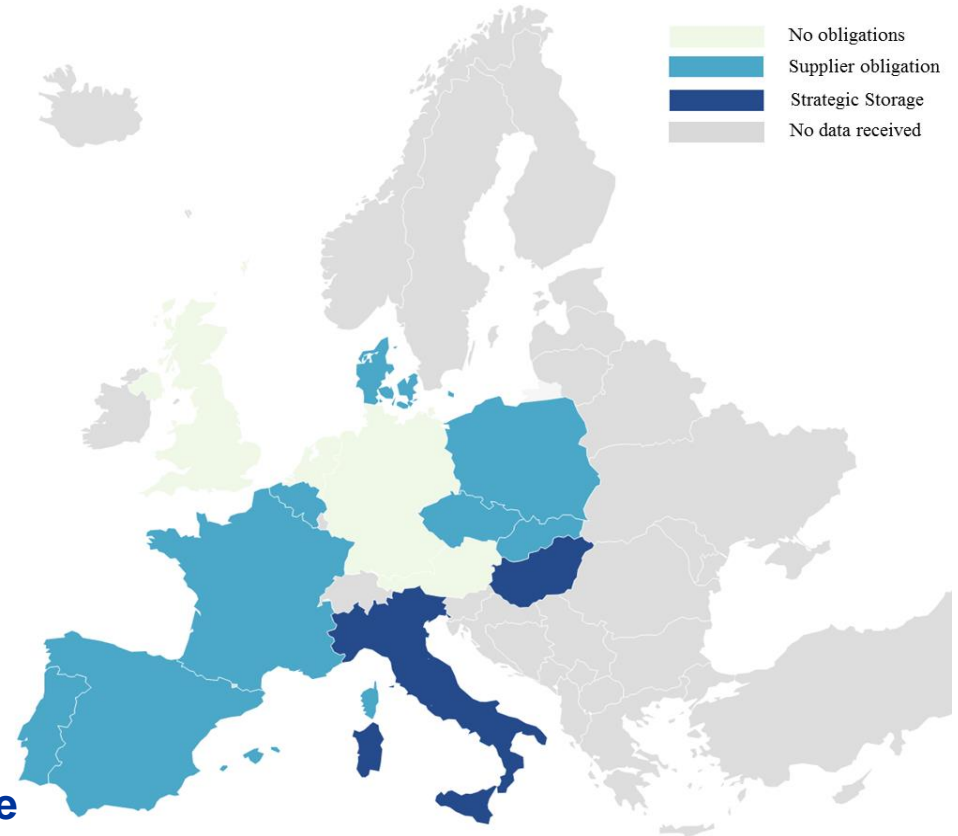 No obligations
Supplier obligation
Strategic Storage
No data received